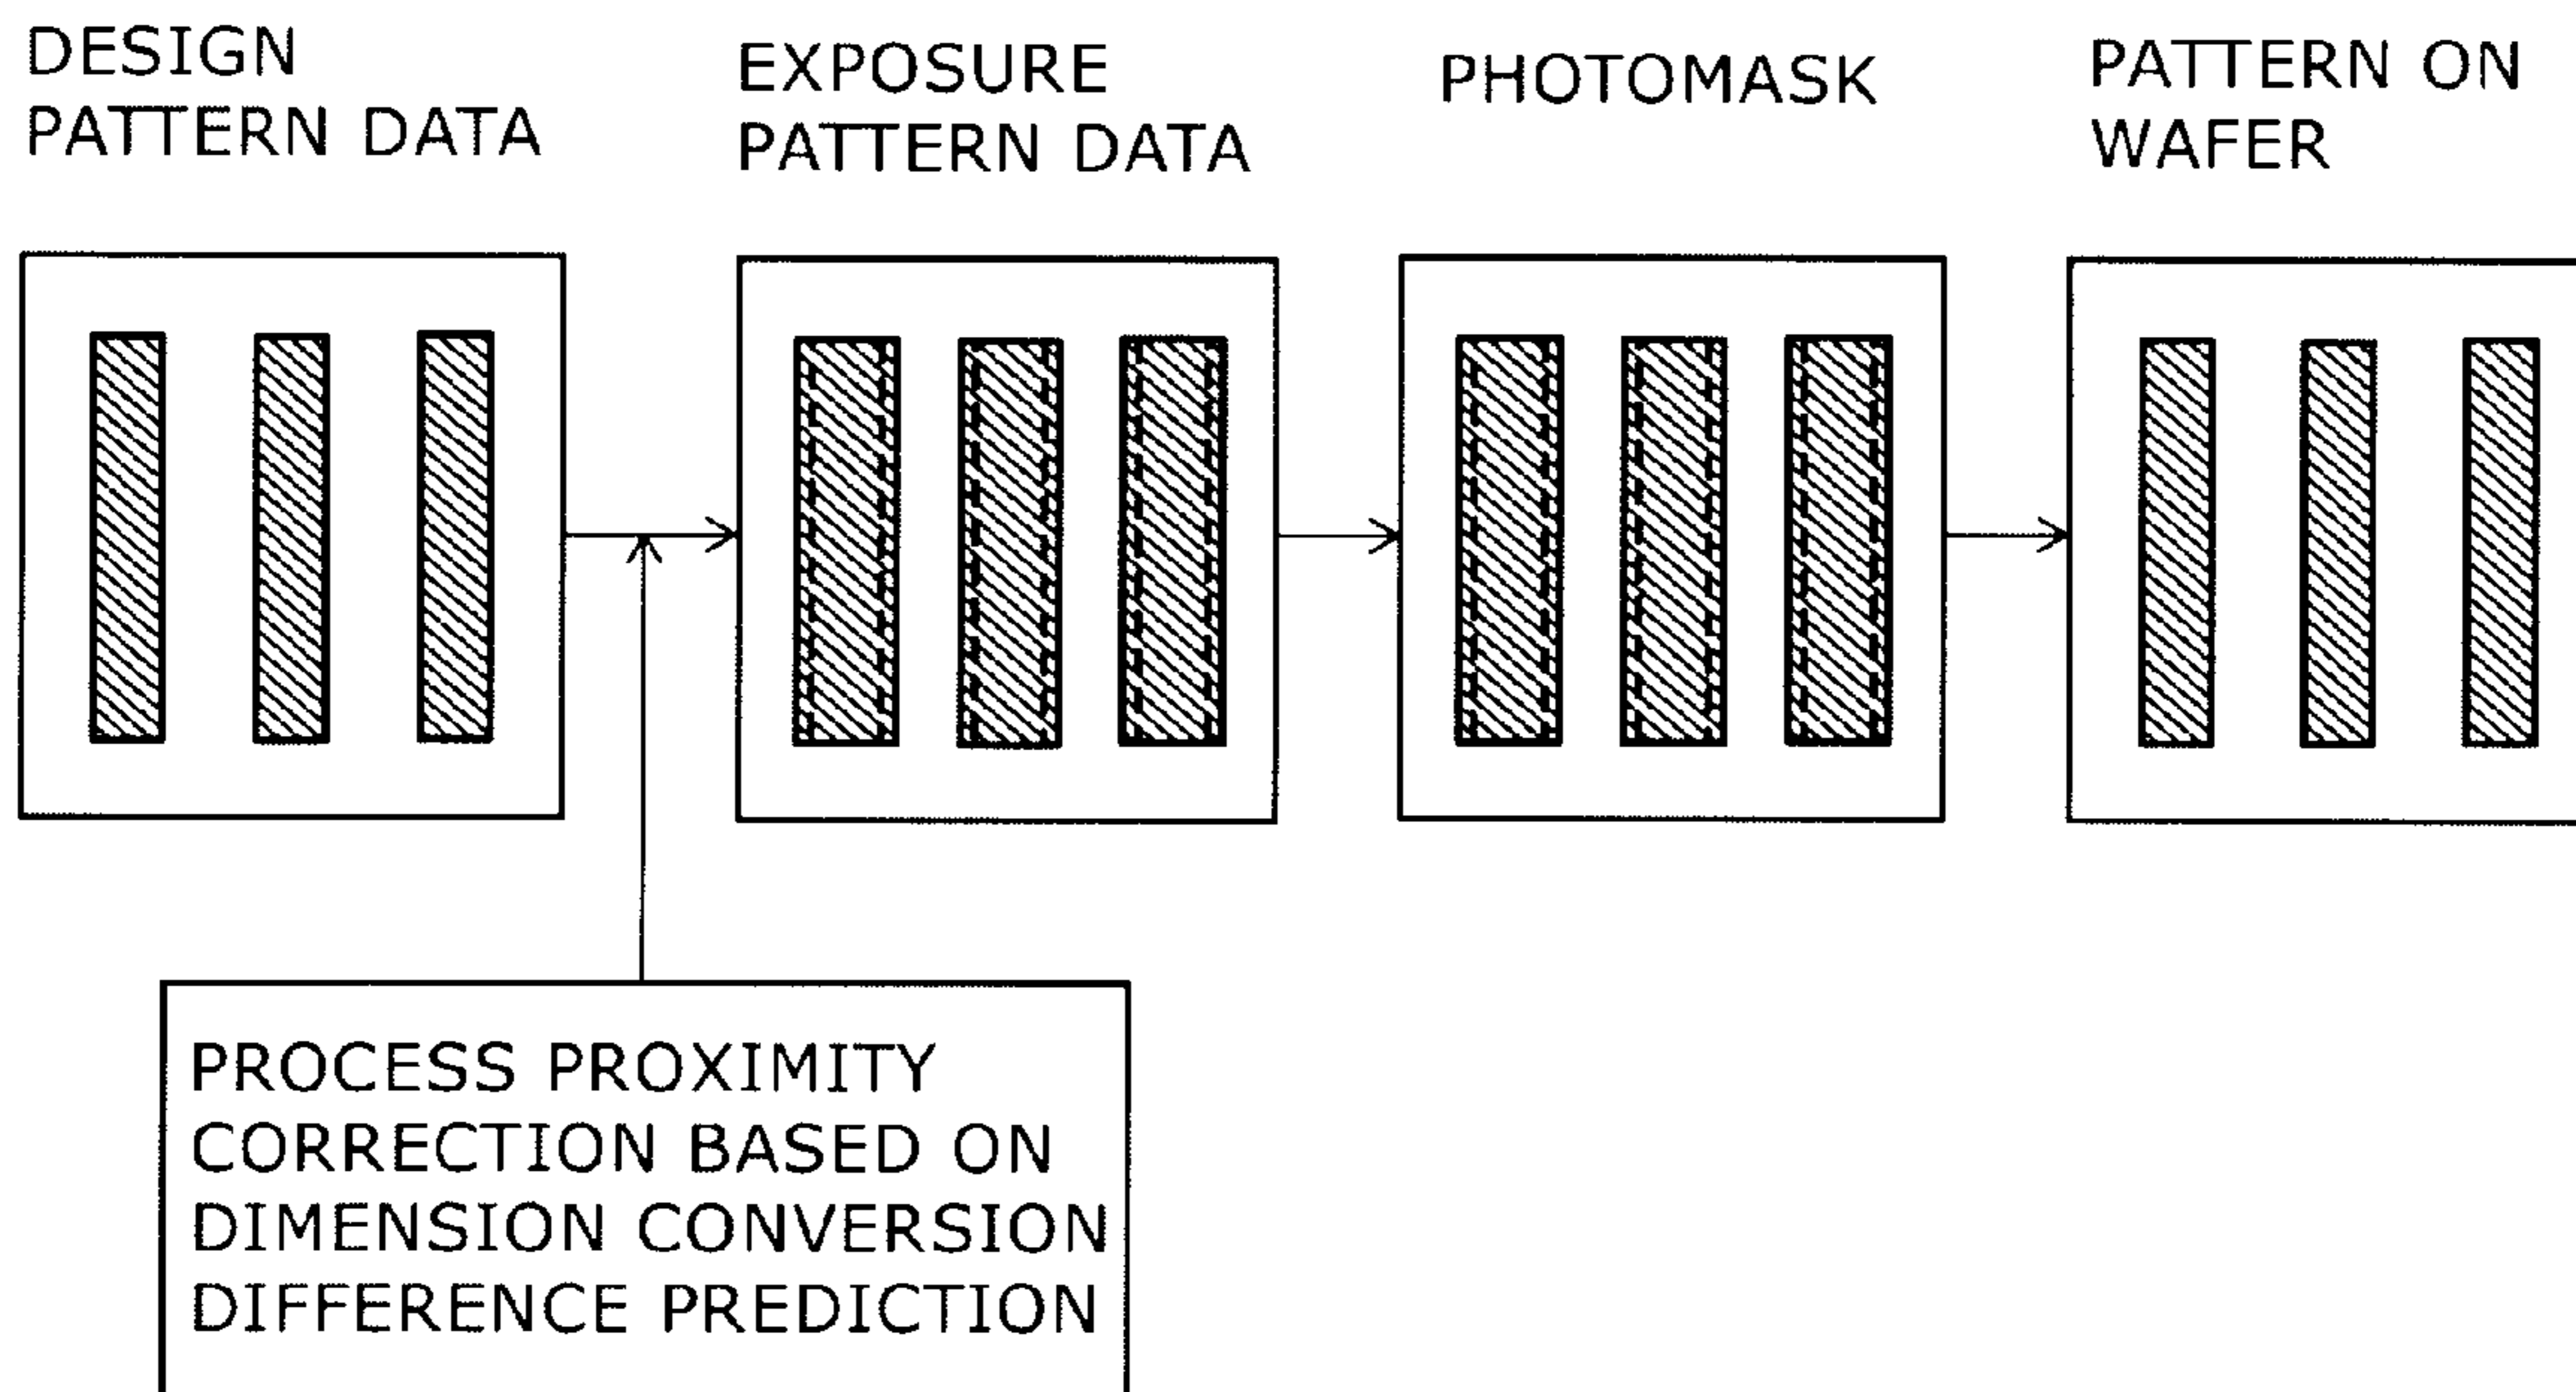 DESIGN
PATTERN DATA
EXPOSURE
PATTERN DATA
PHOTOMASK
PATTERN ON
WAFER
PROCESS PROXIMITY
CORRECTION BASED ON
DIMENSION CONVERSION
DIFFERENCE PREDICTION